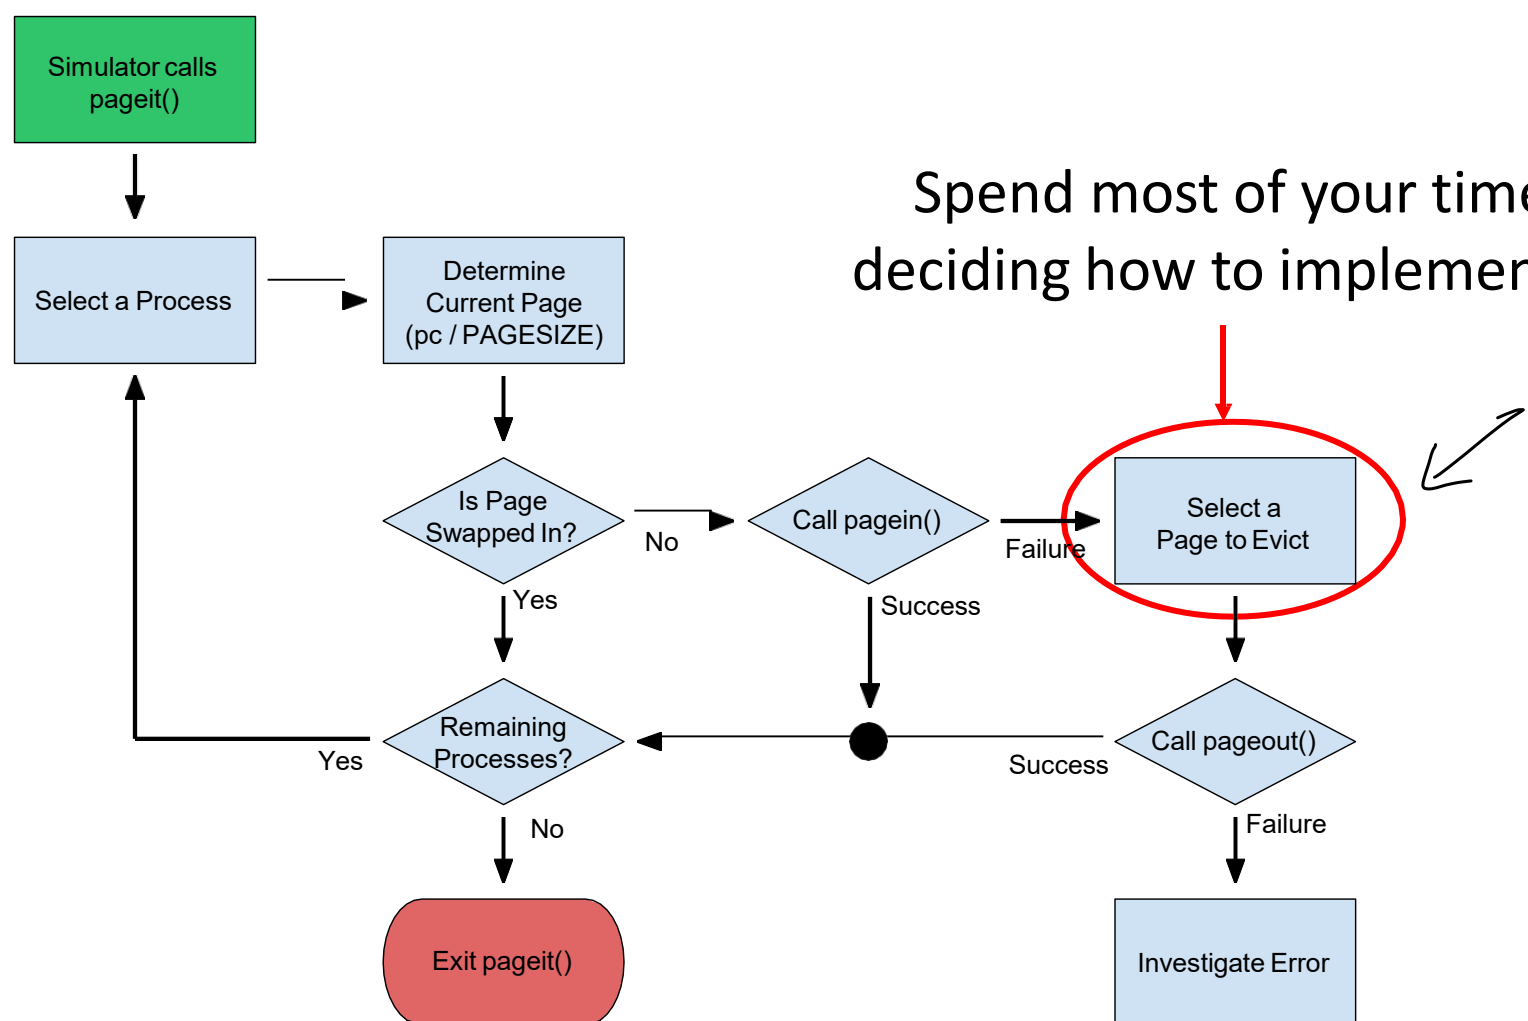 Simulator calls
pageit()
Spend most of your time
deciding how to
Select a Process
Determine
Current Page
(pc / PAGESIZE)
Is Page
Swapped In?
No
Call pagein()
Failure
Select a
Page to Evict
Yes
Success
Remaining
Processes?
Yes
Success
Call pageout()
No
Failure
Exit pageit()
Investigate Error